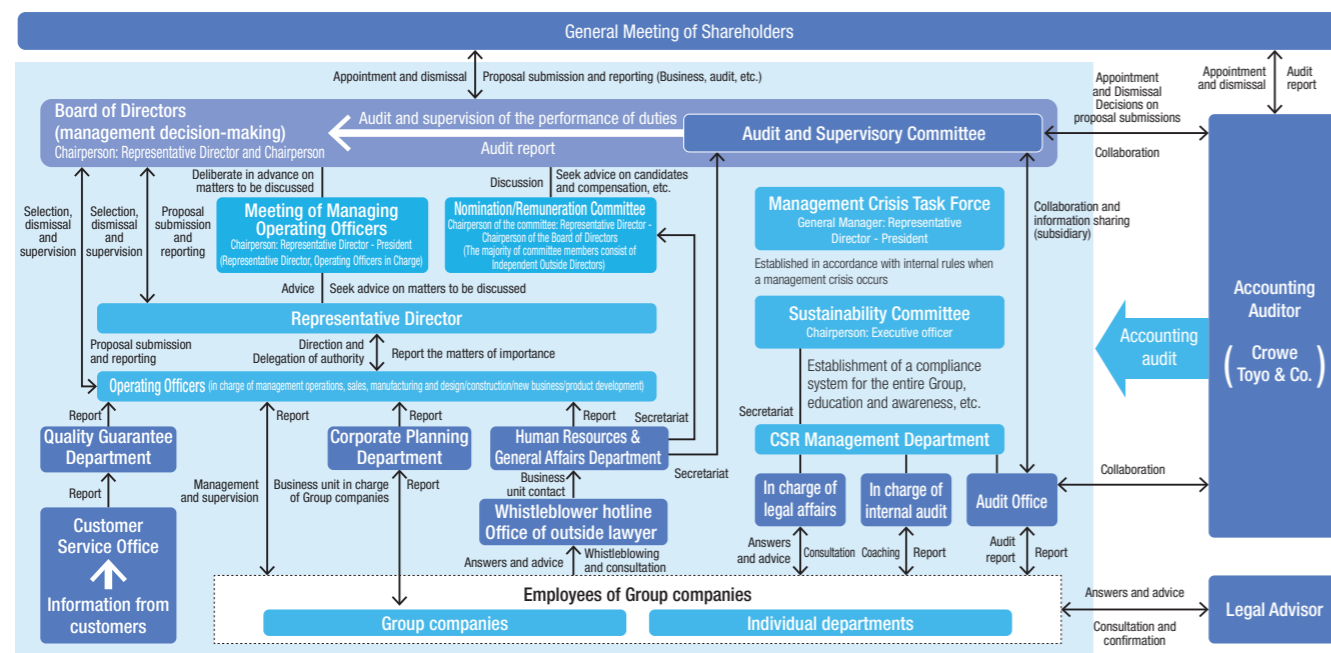 General Meeting of Shareholders
Appointment and dismissal
Proposal submission and reporting (Business, audit, etc.)
Appointment
and Dismissal
Decisions on
proposal submissions
Collaboration
Appointment
and dismissal
Audit
report
Board of Directors
(management decision-making)
Chairperson: Representative Director and Chairperson
Audit and supervision of the performance of duties
Audit report
Audit and Supervisory Committee
Selection,
dismissal
and
supervision
Selection,
dismissal
and
supervision
Proposal
submission
and
reporting
Deliberate in advance on
matters to be discussed
Discussion
Seek advice on candidates
and compensation, etc.
Meeting of Managing
Operating Officers
Chairperson: Representative Director - President
(Representative Director, Operating Officers in Charge)
Nomination/Remuneration Committee
Chairperson of the committee: Representative Director -
Chairperson of the Board of Directors
(The majority of committee members consist of
Independent Outside Directors)
Management Crisis Task Force
General Manager: Representative
Director - President
Established in accordance with internal rules when
a management crisis occurs
Collaboration and
information sharing
(subsidiary)
Advice
Seek advice on matters to be discussed
Representative Director
Sustainability Committee
Chairperson: Executive officer
Accounting
audit
Accounting
Auditor
(Crowe
Toyo & Co.)
Proposal submission
and reporting
Direction and
Delegation of authority
Report the matters of importance
Establishment of a compliance
system for the entire Group,
education and awareness, etc.
Operating Officers (in charge of management operations, sales, manufacturing and design/construction/new business/product development)
Report
Report
Report
Report
Secretariat
Secretariat
Quality Guarantee
Department
Corporate Planning
Department
Human Resources &
General Affairs Department
Secretariat
CSR Management Department
Collaboration
Report
Management
and supervision
Business unit in charge
of Group companies
Report
Business
unit contact
In charge of
legal affairs
In charge of
internal audit
Audit Office
Customer
Service Office
Information from
customers
Whistleblower hotline
Office of outside lawyer
Answers and advice
Whistleblowing
and consultation
Answers
and advice
Consultation
Coaching
Report
Audit
report
Report
Employees of Group companies
Group companies
Individual departments
Answers and advice
Consultation and
confirmation
Legal Advisor